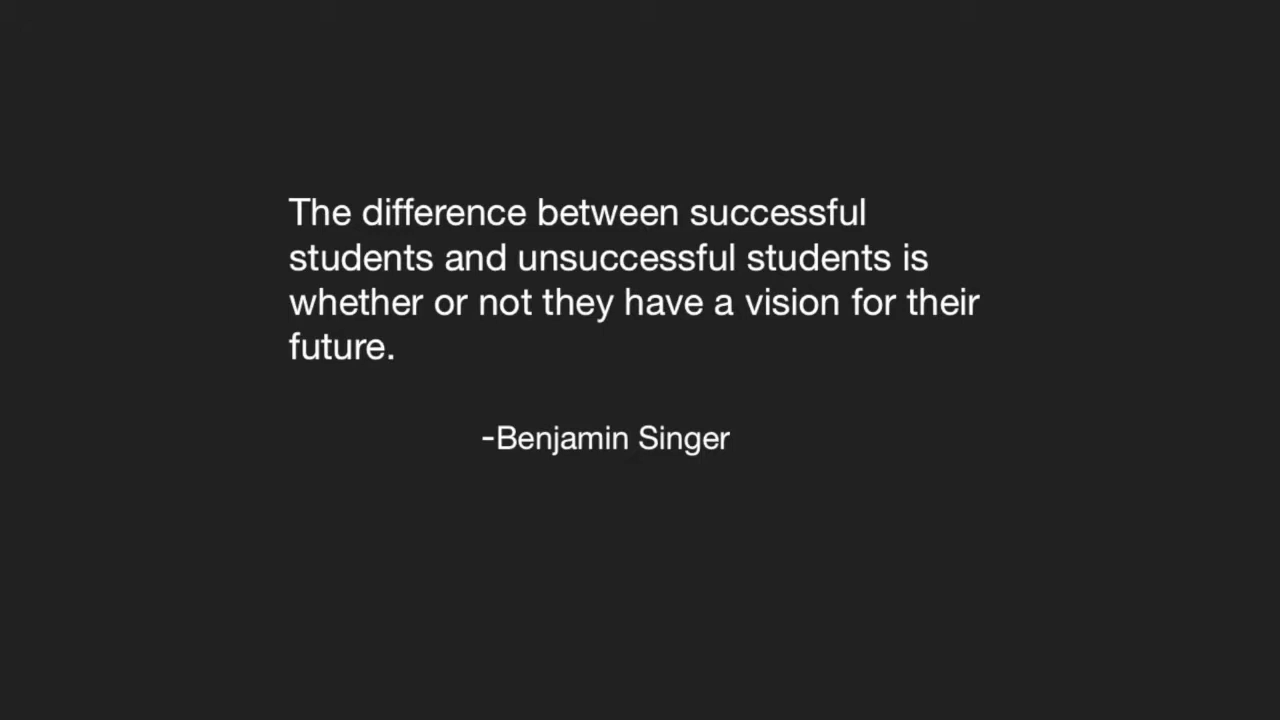 The difference between successful
students and unsuccessful students is
whether or not they have a vision for their
future.
-Benjamin Singer